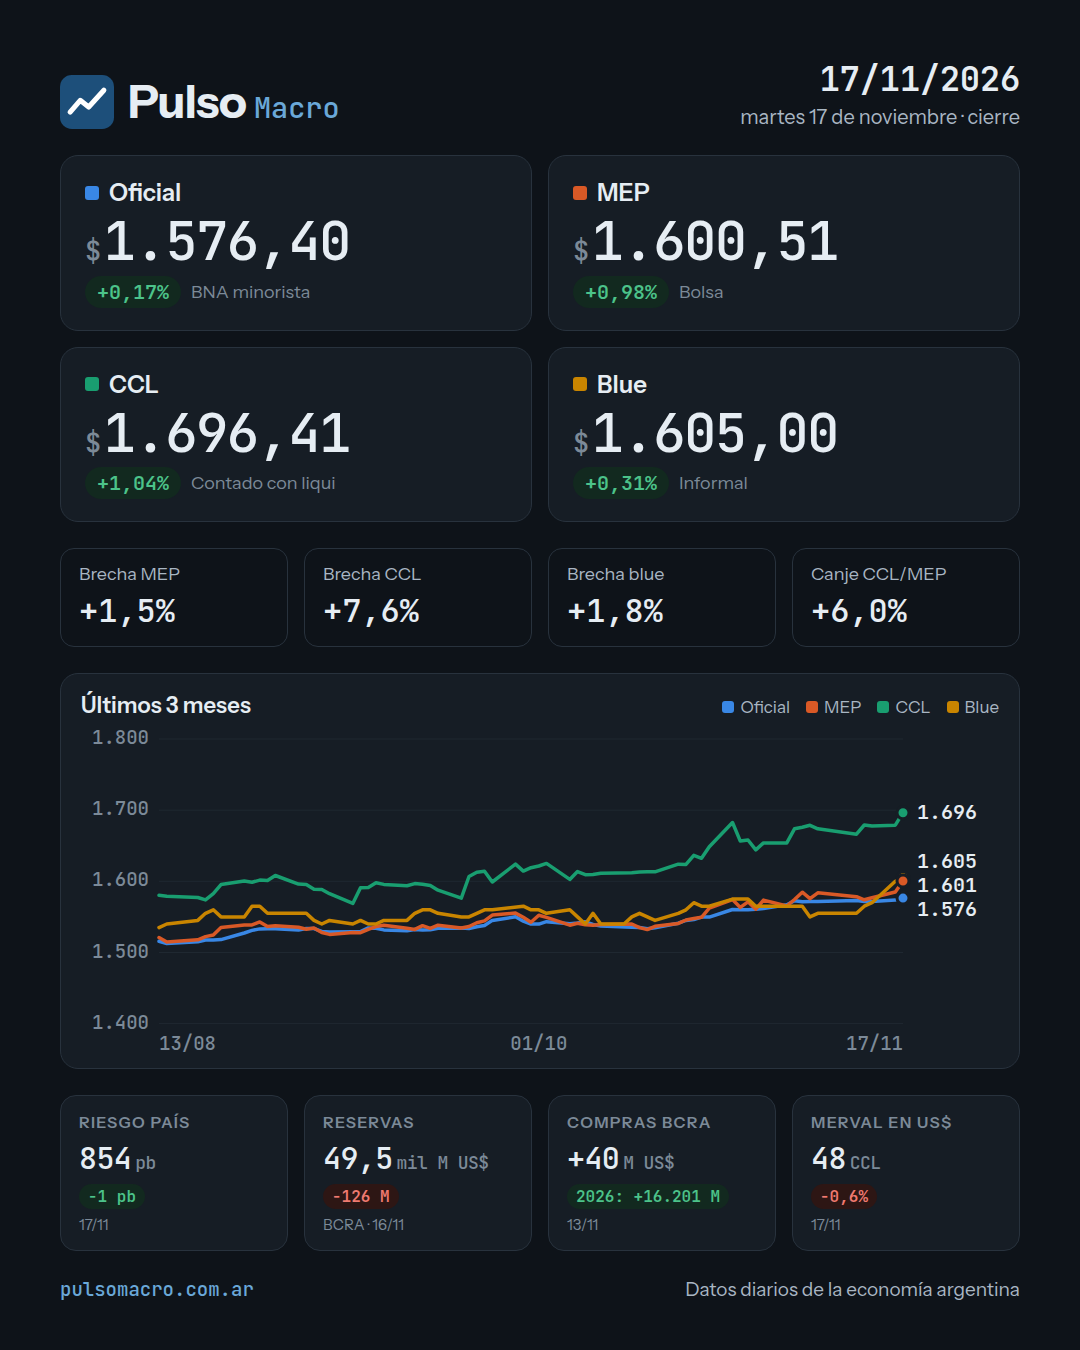 Pulso Macro
17/11/2026
martes 17 de noviembre · cierre
Oficial
$1.576,40
+0,17% BNA minorista
MEP
$1.600,51
+0,98% Bolsa
CCL
$1.696,41
+1,04% Contado con liqui
Blue
$1.605,00
+0,31% Informal
Brecha MEP
+1,5%
Brecha CCL
+7,6%
Brecha blue
+1,8%
Canje CCL/MEP
+6,0%
Últimos 3 meses
Oficial MEP CCL Blue
1.800
1.700
1.600
1.500
1.400
1.696
1.605
1.601
1.576
13/08 01/10 17/11
RIESGO PAÍS
854 pb
-1 pb
17/11
RESERVAS
49,5 mil M US$
-126 M
BCRA · 16/11
COMPRAS BCRA
+40 M US$
2026: +16.201 M
13/11
MERVAL EN US$
48 CCL
-0,6%
17/11
pulsomacro.com.ar
Datos diarios de la economía argentina